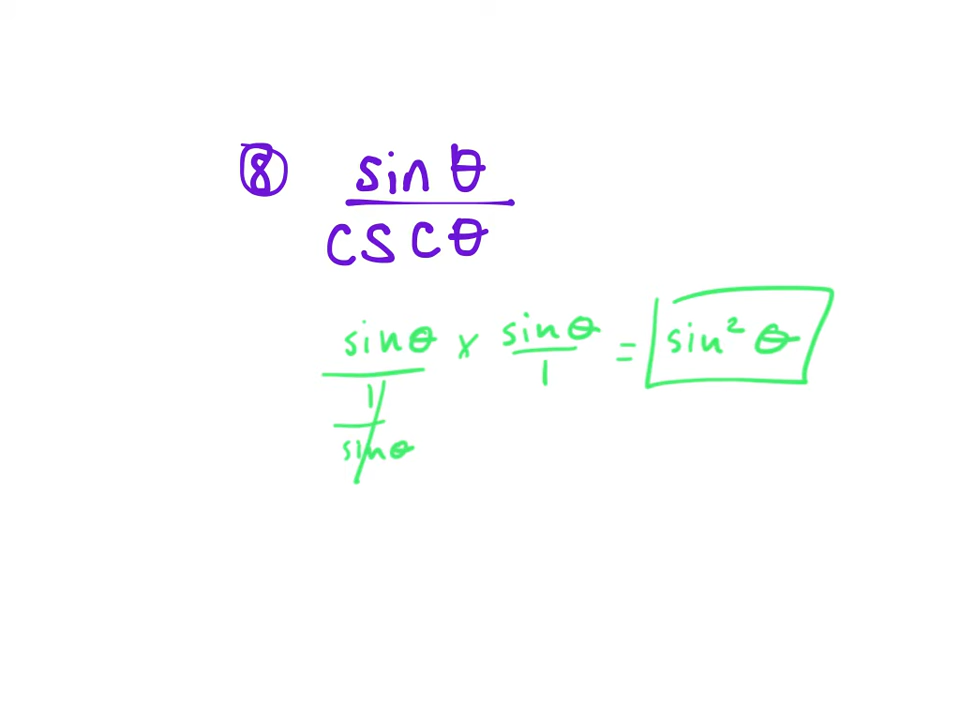 ⑧ sin θ
csc θ
sin θ × sin θ = sin² θ
1 1
sin θ